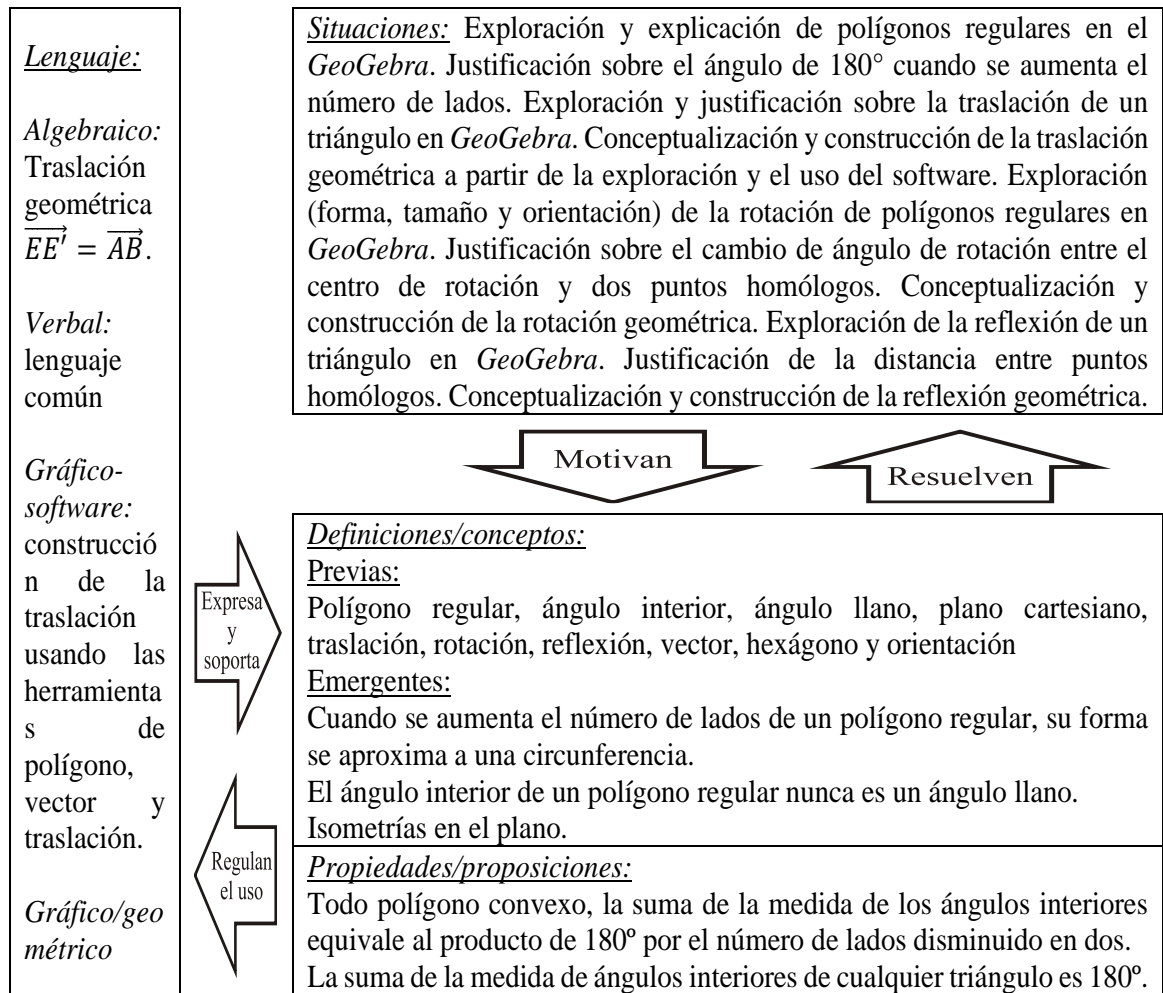 Lenguaje:
Algebraico:
Traslación
geométrica
$\overrightarrow{EE'} = \overrightarrow{AB}$.
Verbal:
lenguaje
común
Gráfico-
software:
construcció
n de la
traslación
usando las
herramienta
s de
polígono,
vector y
traslación.
Gráfico/geo
métrico
Situaciones: Exploración y explicación de polígonos regulares en el
GeoGebra. Justificación sobre el ángulo de 180° cuando se aumenta el
número de lados. Exploración y justificación sobre la traslación de un
triángulo en GeoGebra. Conceptualización y construcción de la traslación
geométrica a partir de la exploración y el uso del software. Exploración
(forma, tamaño y orientación) de la rotación de polígonos regulares en
GeoGebra. Justificación sobre el cambio de ángulo de rotación entre el
centro de rotación y dos puntos homólogos. Conceptualización y
construcción de la rotación geométrica. Exploración de la reflexión de un
triángulo en GeoGebra. Justificación de la distancia entre puntos
homólogos. Conceptualización y construcción de la reflexión geométrica.
Motivan
Resuelven
Expresa
y
soporta
Regulan
el uso
Definiciones/conceptos:
Previas:
Polígono regular, ángulo interior, ángulo llano, plano cartesiano,
traslación, rotación, reflexión, vector, hexágono y orientación
Emergentes:
Cuando se aumenta el número de lados de un polígono regular, su forma
se aproxima a una circunferencia.
El ángulo interior de un polígono regular nunca es un ángulo llano.
Isometrías en el plano.
Propiedades/proposiciones:
Todo polígono convexo, la suma de la medida de los ángulos interiores
equivale al producto de 180º por el número de lados disminuido en dos.
La suma de la medida de ángulos interiores de cualquier triángulo es 180º.